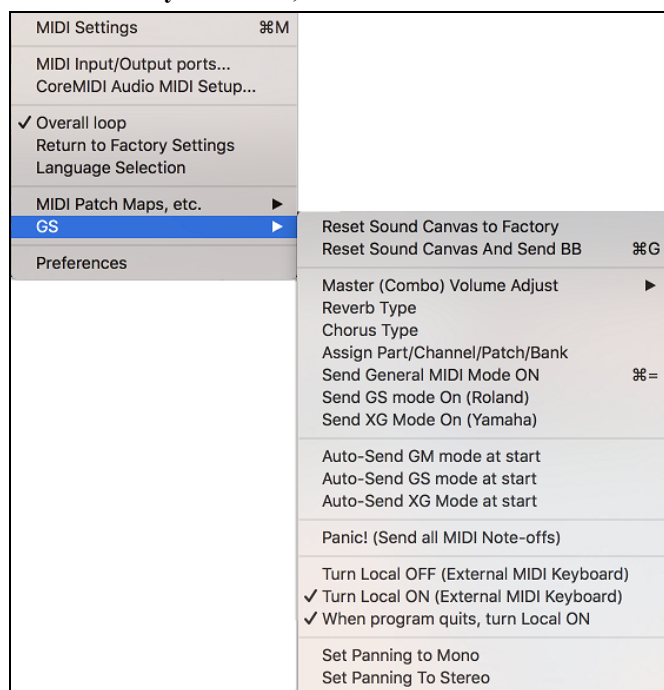 MIDI Settings ⌘M
MIDI Input/Output ports...
CoreMIDI Audio MIDI Setup...
✓ Overall loop
Return to Factory Settings
Language Selection
MIDI Patch Maps, etc. ▶
GS ▶
Preferences
Reset Sound Canvas to Factory
Reset Sound Canvas And Send BB ⌘G
Master (Combo) Volume Adjust ▶
Reverb Type
Chorus Type
Assign Part/Channel/Patch/Bank
Send General MIDI Mode ON ⌘=
Send GS mode On (Roland)
Send XG Mode On (Yamaha)
Auto-Send GM mode at start
Auto-Send GS mode at start
Auto-Send XG Mode at start
Panic! (Send all MIDI Note-offs)
Turn Local OFF (External MIDI Keyboard)
✓ Turn Local ON (External MIDI Keyboard)
✓ When program quits, turn Local ON
Set Panning to Mono
Set Panning To Stereo